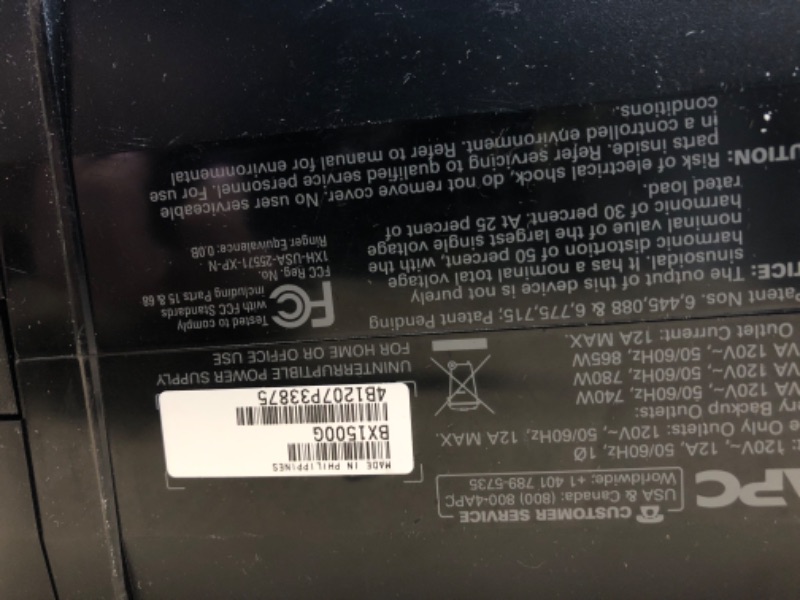 APC
CUSTOMER SERVICE
USA & Canada: (800) 800-4APC
Worldwide: +1 401 789-5735
: 120V~, 12A, 50/60Hz, 1Ø
e Only Outlets: 120V~, 50/60Hz, 12A MAX.
ry Backup Outlets:
VA 120V~, 50/60Hz 740W
VA 120V~, 50/60Hz 780W
VA 120V~, 50/60Hz 865W
Outlet Current: 12A MAX.
MADE IN PHILIPPINES
BX1500G
4B1207P33875
UNINTERRUPTIBLE POWER SUPPLY
FOR HOME OR OFFICE USE
Patent Nos. 6,445,088 & 6,775,715; Patent Pending
TICE: The output of this device is not purely
sinusoidal. It has a nominal total
harmonic distortion of 50 percent, with the
nominal value of the largest single voltage
harmonic of 30 percent. At 25 percent of
rated load.
FC
Tested to comply
with FCC Standards
including Parts 15 & 68
FCC Reg. No.
1XH-USA-25571-XP-N
Ringer Equivalence: 0.0B
UTION: Risk of electrical shock, do not remove cover. No user serviceable
parts inside. Refer servicing to qualified service personnel. For use
in a controlled environment. Refer to manual for environmental
conditions.